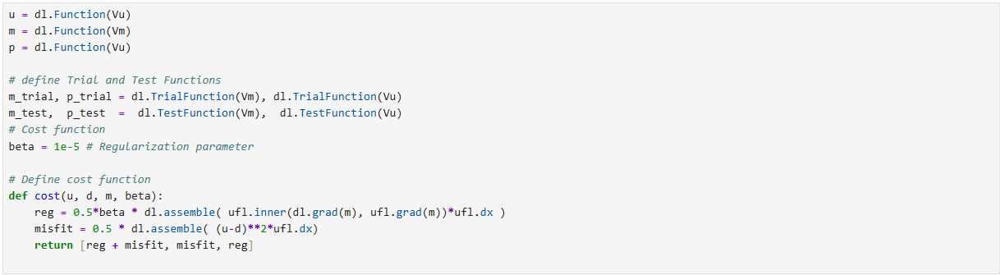 u = dl.Function(Vu)
m = dl.Function(Vm)
p = dl.Function(Vu)

# define Trial and Test Functions
m_trial, p_trial = dl.TrialFunction(Vm), dl.TrialFunction(Vu)
m_test,  p_test  =  dl.TestFunction(Vm),  dl.TestFunction(Vu)
# Cost function
beta = 1e-5 # Regularization parameter

# Define cost function
def cost(u, d, m, beta):
    reg = 0.5*beta * dl.assemble( ufl.inner(dl.grad(m), ufl.grad(m))*ufl.dx )
    misfit = 0.5 * dl.assemble( (u-d)**2*ufl.dx)
    return [reg + misfit, misfit, reg]